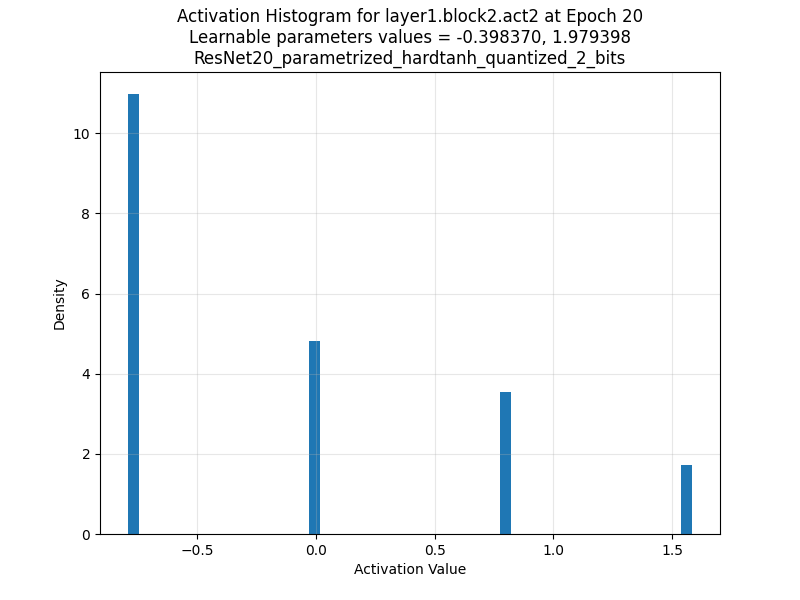 Activation Histogram for layer1.block2.act2 at Epoch 20
Learnable parameters values = -0.398370, 1.979398
ResNet20_parametrized_hardtanh_quantized_2_bits
10
8
6
4
2
0
Density
−0.5
0.0
0.5
1.0
1.5
Activation Value